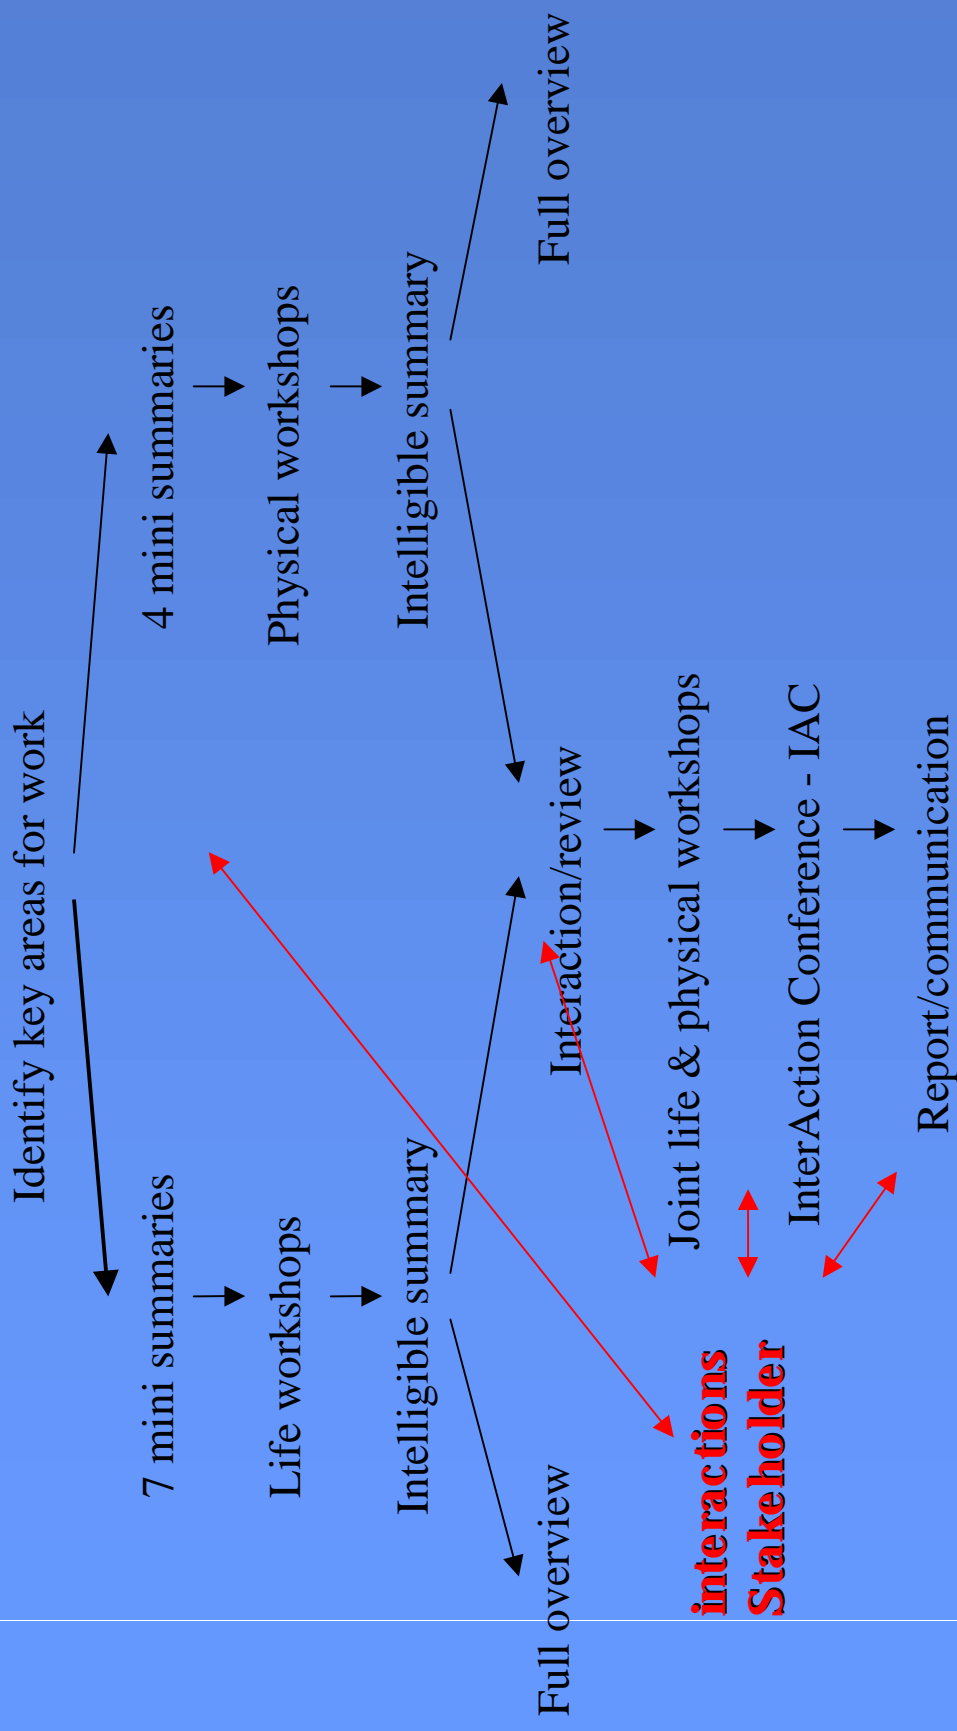 Identify key areas for work
7 mini summaries
4 mini summaries
Life workshops
Physical workshops
Intelligible summary
Intelligible summary
Full overview
Interaction/review
Full overview
interactions
Stakeholder
Joint life & physical workshops
InterAction Conference - IAC
Report/communication